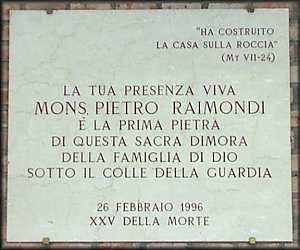 "HA COSTRUITO
LA CASA SULLA ROCCIA"
(MT VII-24)
LA TUA PRESENZA VIVA
MONS. PIETRO RAIMONDI
È LA PRIMA PIETRA
DI QUESTA SACRA DIMORA
DELLA FAMIGLIA DI DIO
SOTTO IL COLLE DELLA GUARDIA
26 FEBBRAIO 1996
XXV DELLA MORTE